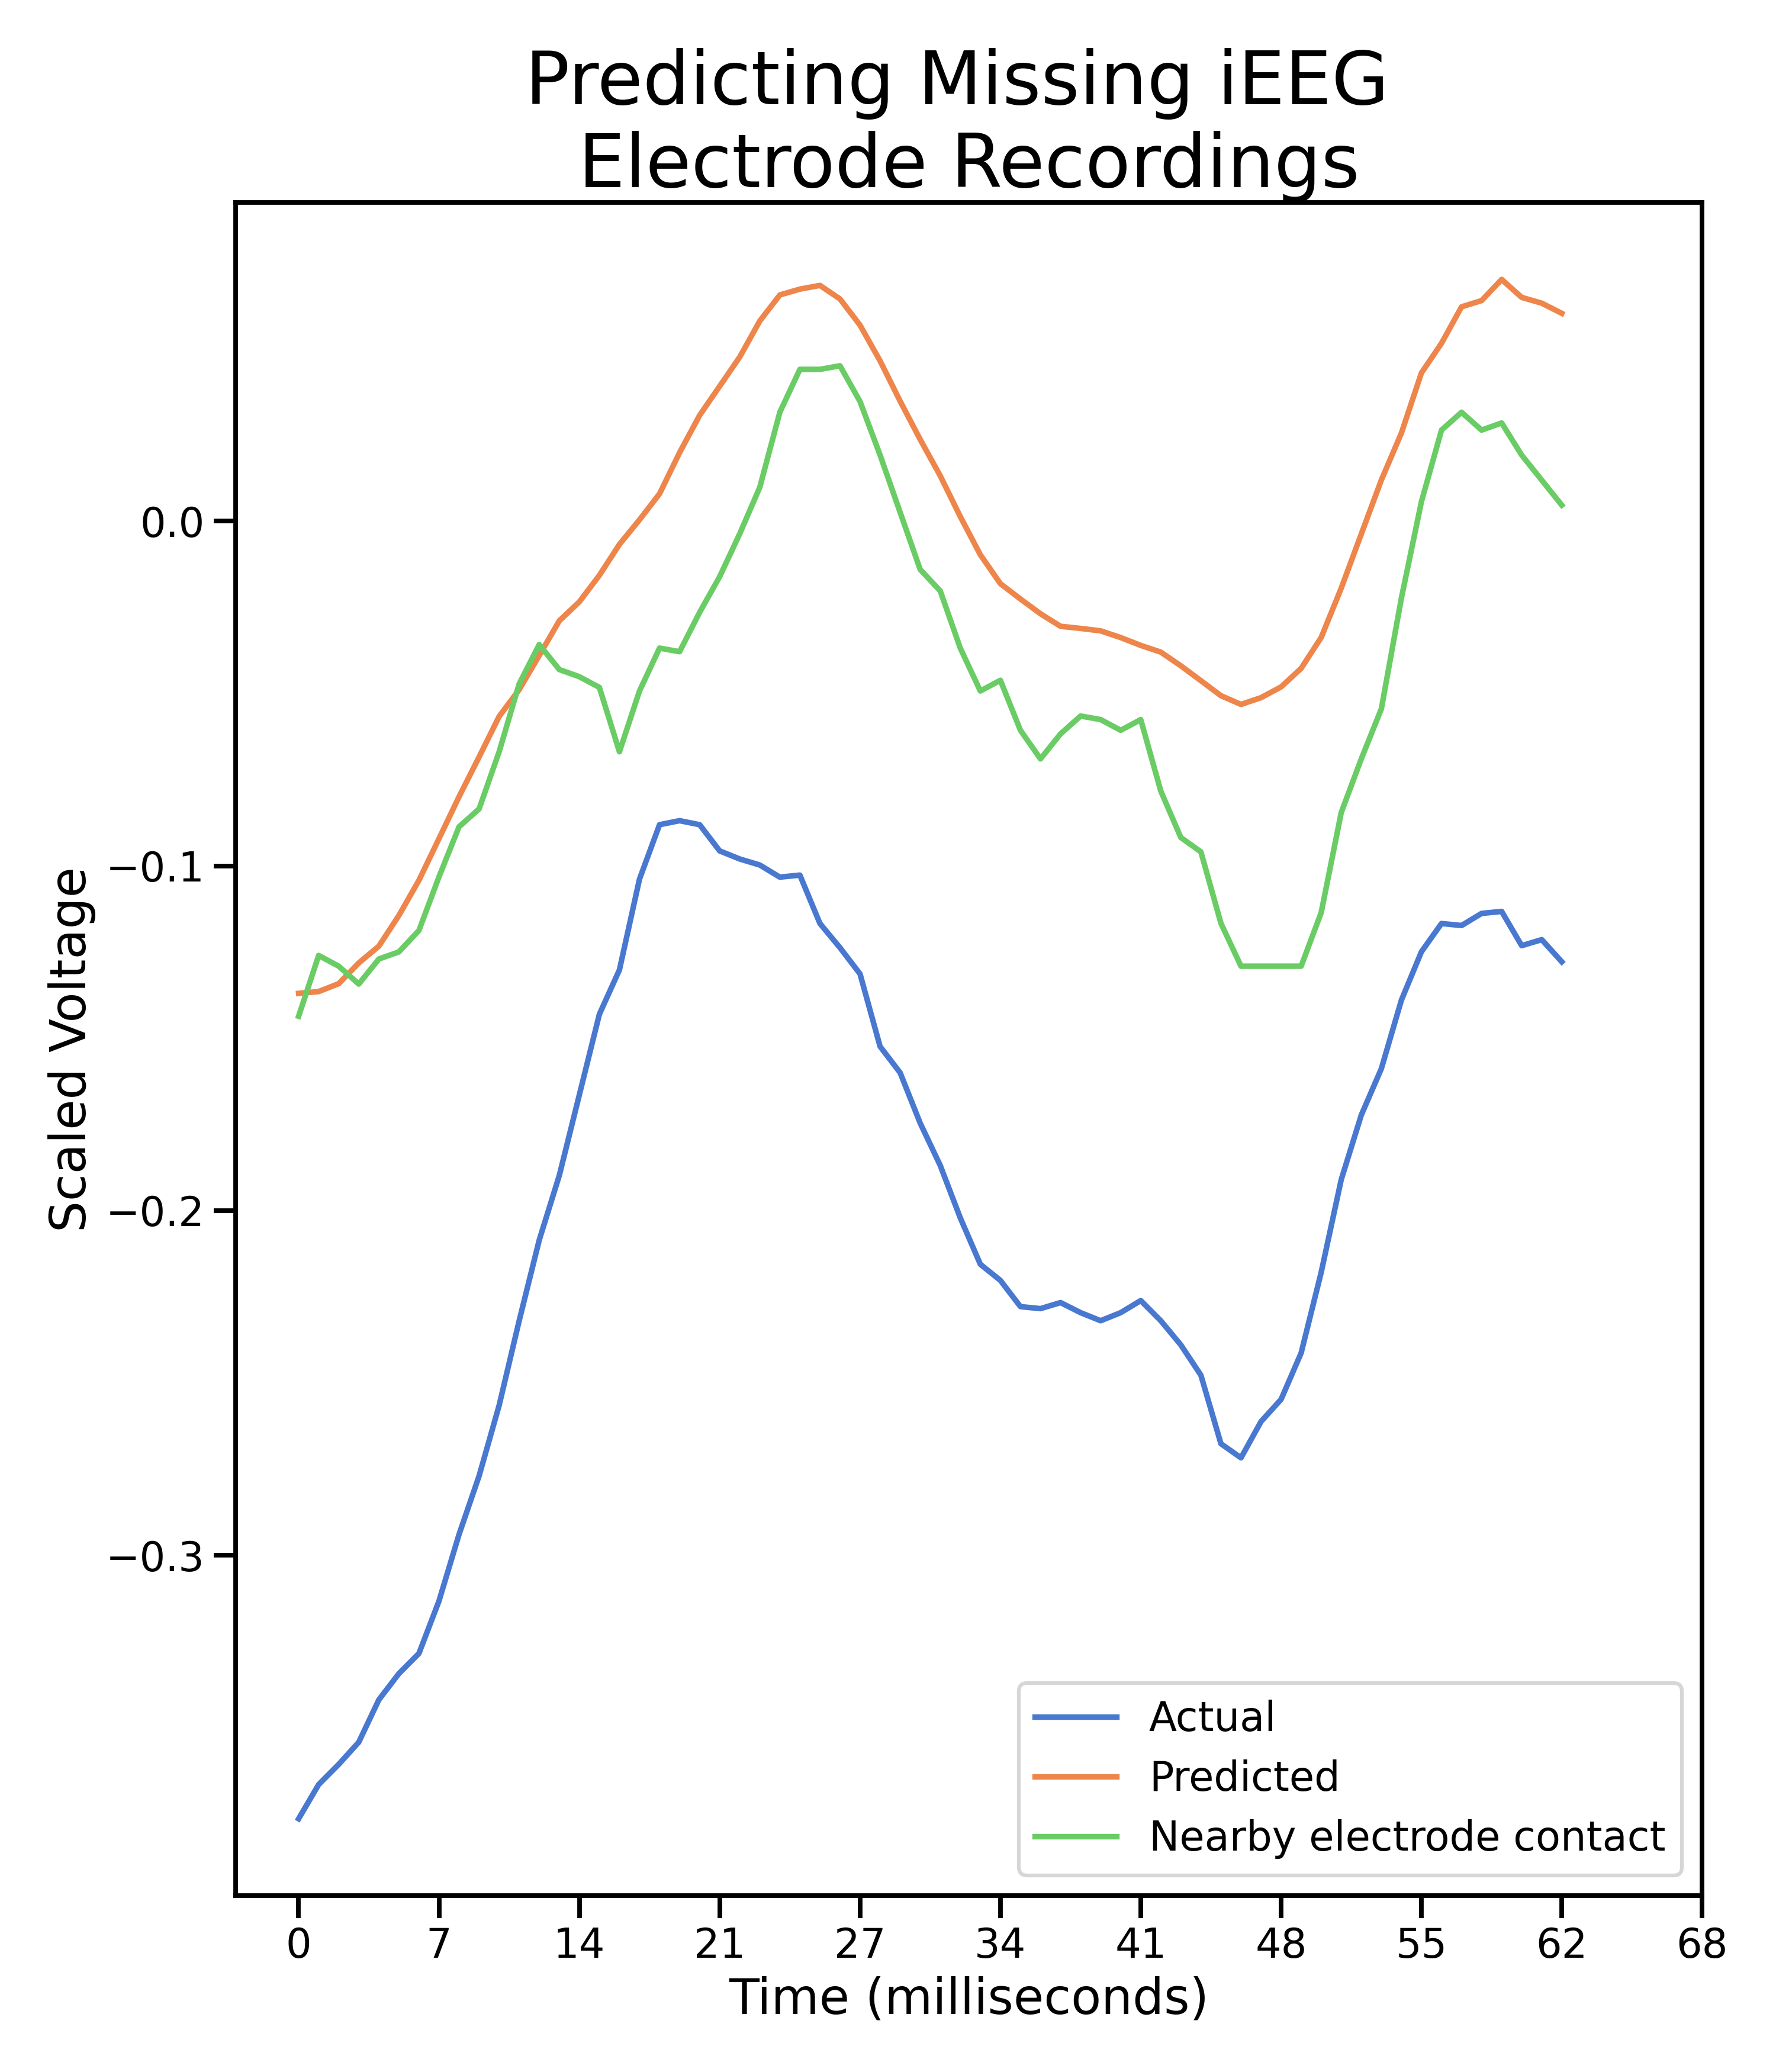 Predicting Missing iEEG
Electrode Recordings
Scaled Voltage
0.0
−0.1
−0.2
−0.3
Actual
Predicted
Nearby electrode contact
0 7 14 21 27 34 41 48 55 62 68
Time (milliseconds)